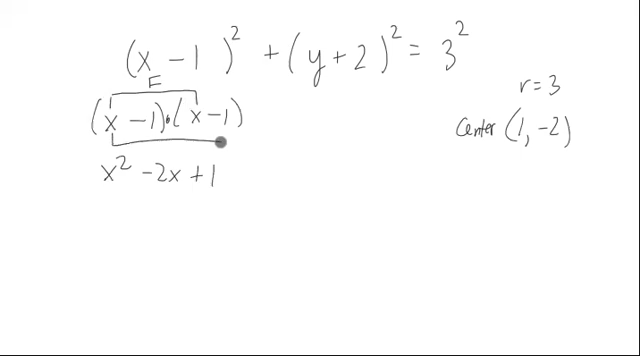 (x - 1)² + (y + 2)² = 3²
F
(x - 1)·(x - 1)
x² - 2x + 1
r = 3
Center (1, -2)